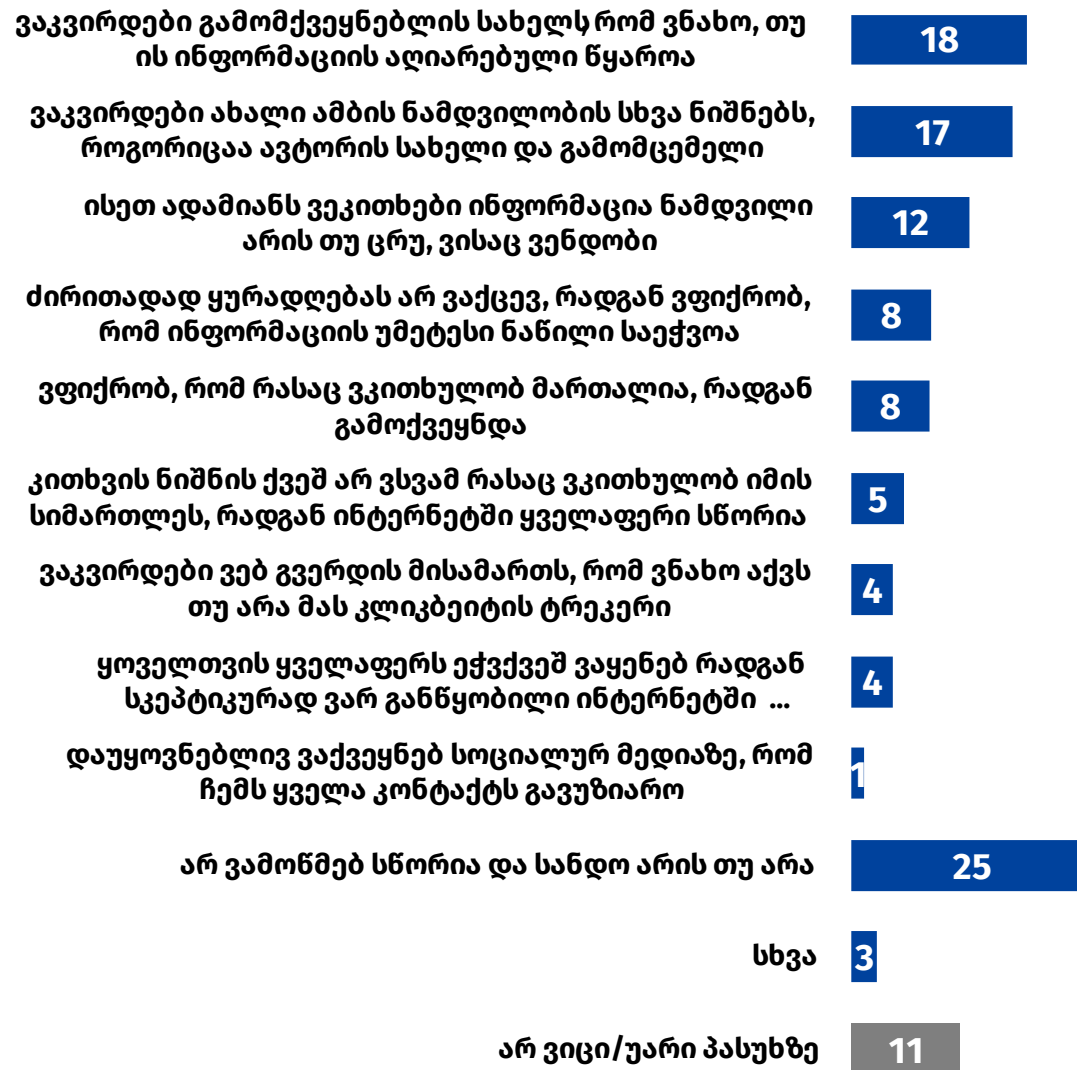 ვაკვირდები გამომქვეყნებლის სახელს, რომ ვნახო, თუ
ის ინფორმაციის აღიარებული წყაროა
18
ვაკვირდები ახალი ამბის ნამდვილობის სხვა ნიშნებს,
როგორიცაა ავტორის სახელი და გამომცემელი
17
ისეთ ადამიანს ვეკითხები ინფორმაცია ნამდვილი
არის თუ ცრუ, ვისაც ვენდობი
12
ძირითადად ყურადღებას არ ვაქცევ, რადგან ვფიქრობ,
რომ ინფორმაციის უმეტესი ნაწილი საეჭვოა
8
ვფიქრობ, რომ რასაც ვკითხულობ მართალია, რადგან
გამოქვეყნდა
8
კითხვის ნიშნის ქვეშ არ ვსვამ რასაც ვკითხულობ იმის
სიმართლეს, რადგან ინტერნეტში ყველაფერი სწორია
5
ვაკვირდები ვებ გვერდის მისამართს, რომ ვნახო აქვს
თუ არა მას კლიკბეიტის ტრეკერი
4
ყოველთვის ყველაფერს ეჭვქვეშ ვაყენებ რადგან
სკეპტიკურად ვარ განწყობილი ინტერნეტში ...
4
დაუყოვნებლივ ვაქვეყნებ სოციალურ მედიაზე, რომ
ჩემს ყველა კონტაქტს გავუზიარო
1
არ ვამოწმებ სწორია და სანდო არის თუ არა
25
სხვა
3
არ ვიცი/უარი პასუხზე
11